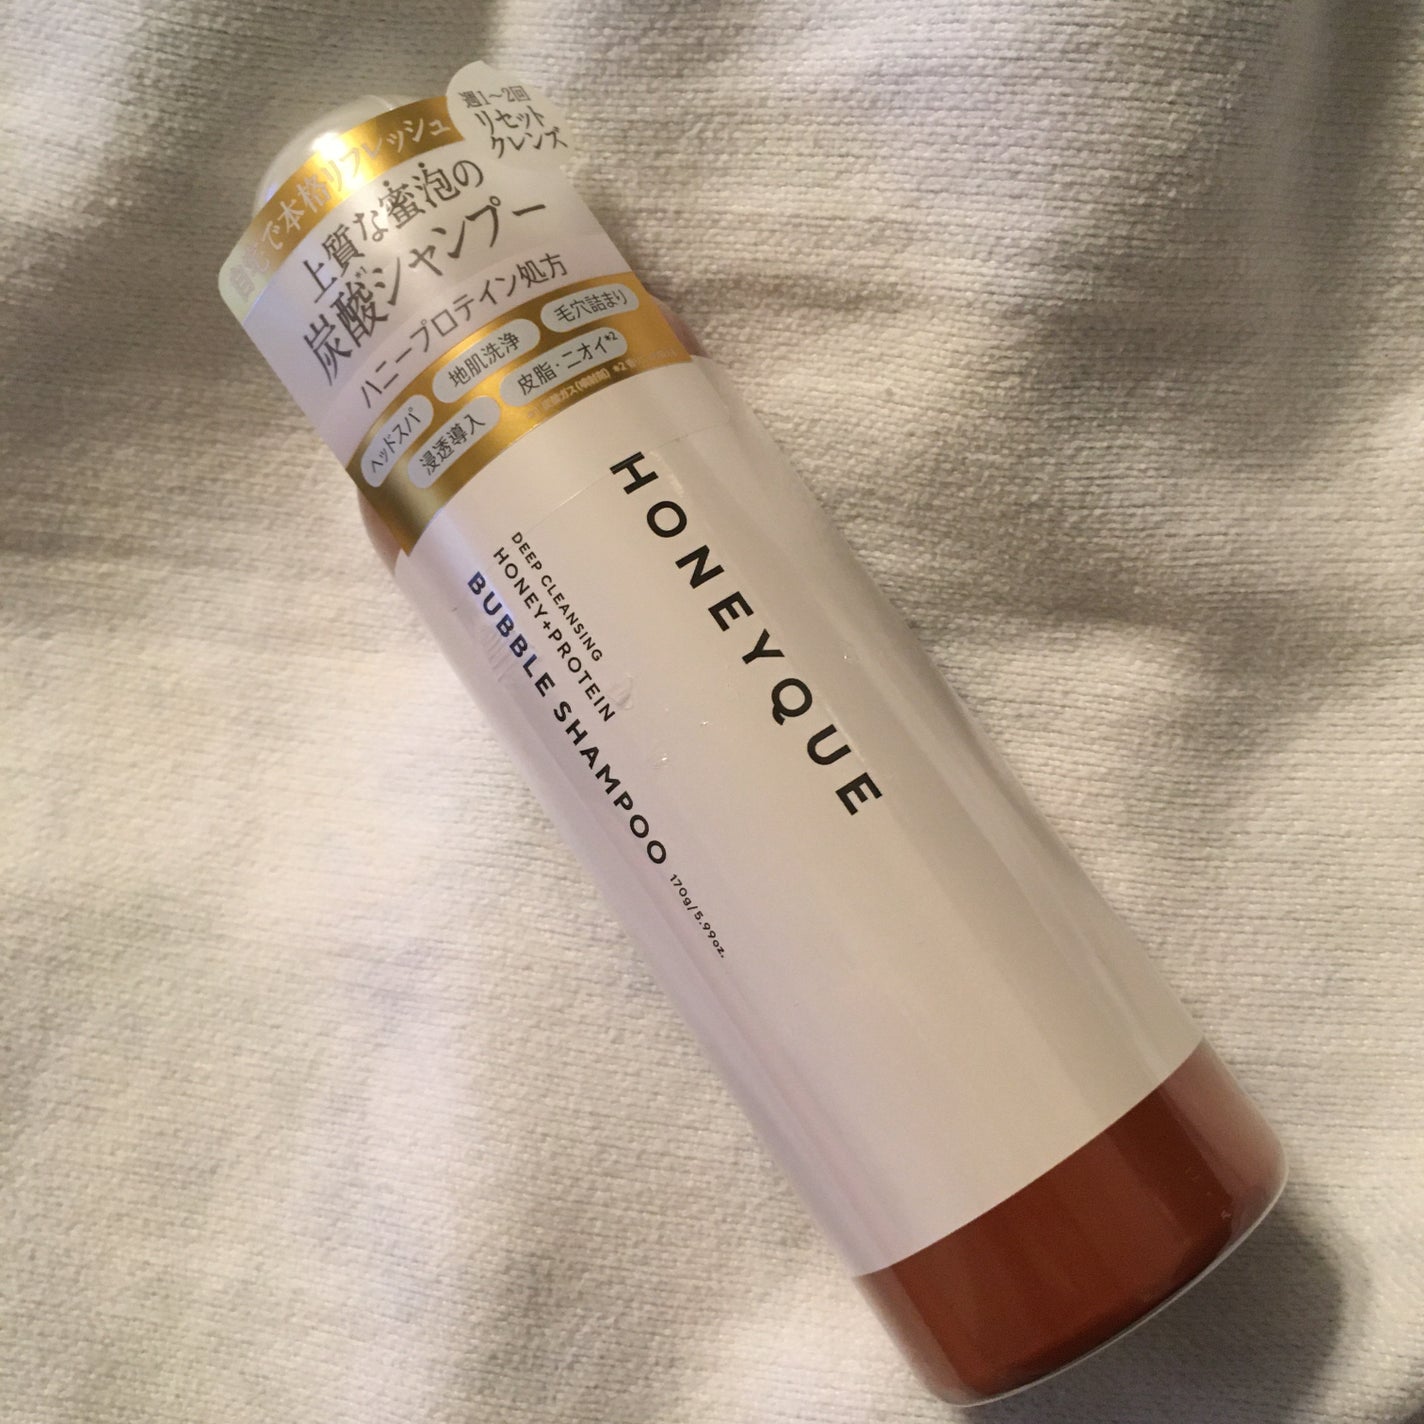 週1〜2回
リセット
クレンズ
自宅で本格リフレッシュ
上質な蜜泡の
炭酸シャンプー
ハニープロテイン処方
ヘッドスパ 地肌洗浄 毛穴詰まり
浸透導入 皮脂・ニオイ*2
HONEYQUE
DEEP CLEANSING
HONEY+PROTEIN
BUBBLE SHAMPOO 170g/5.99oz.